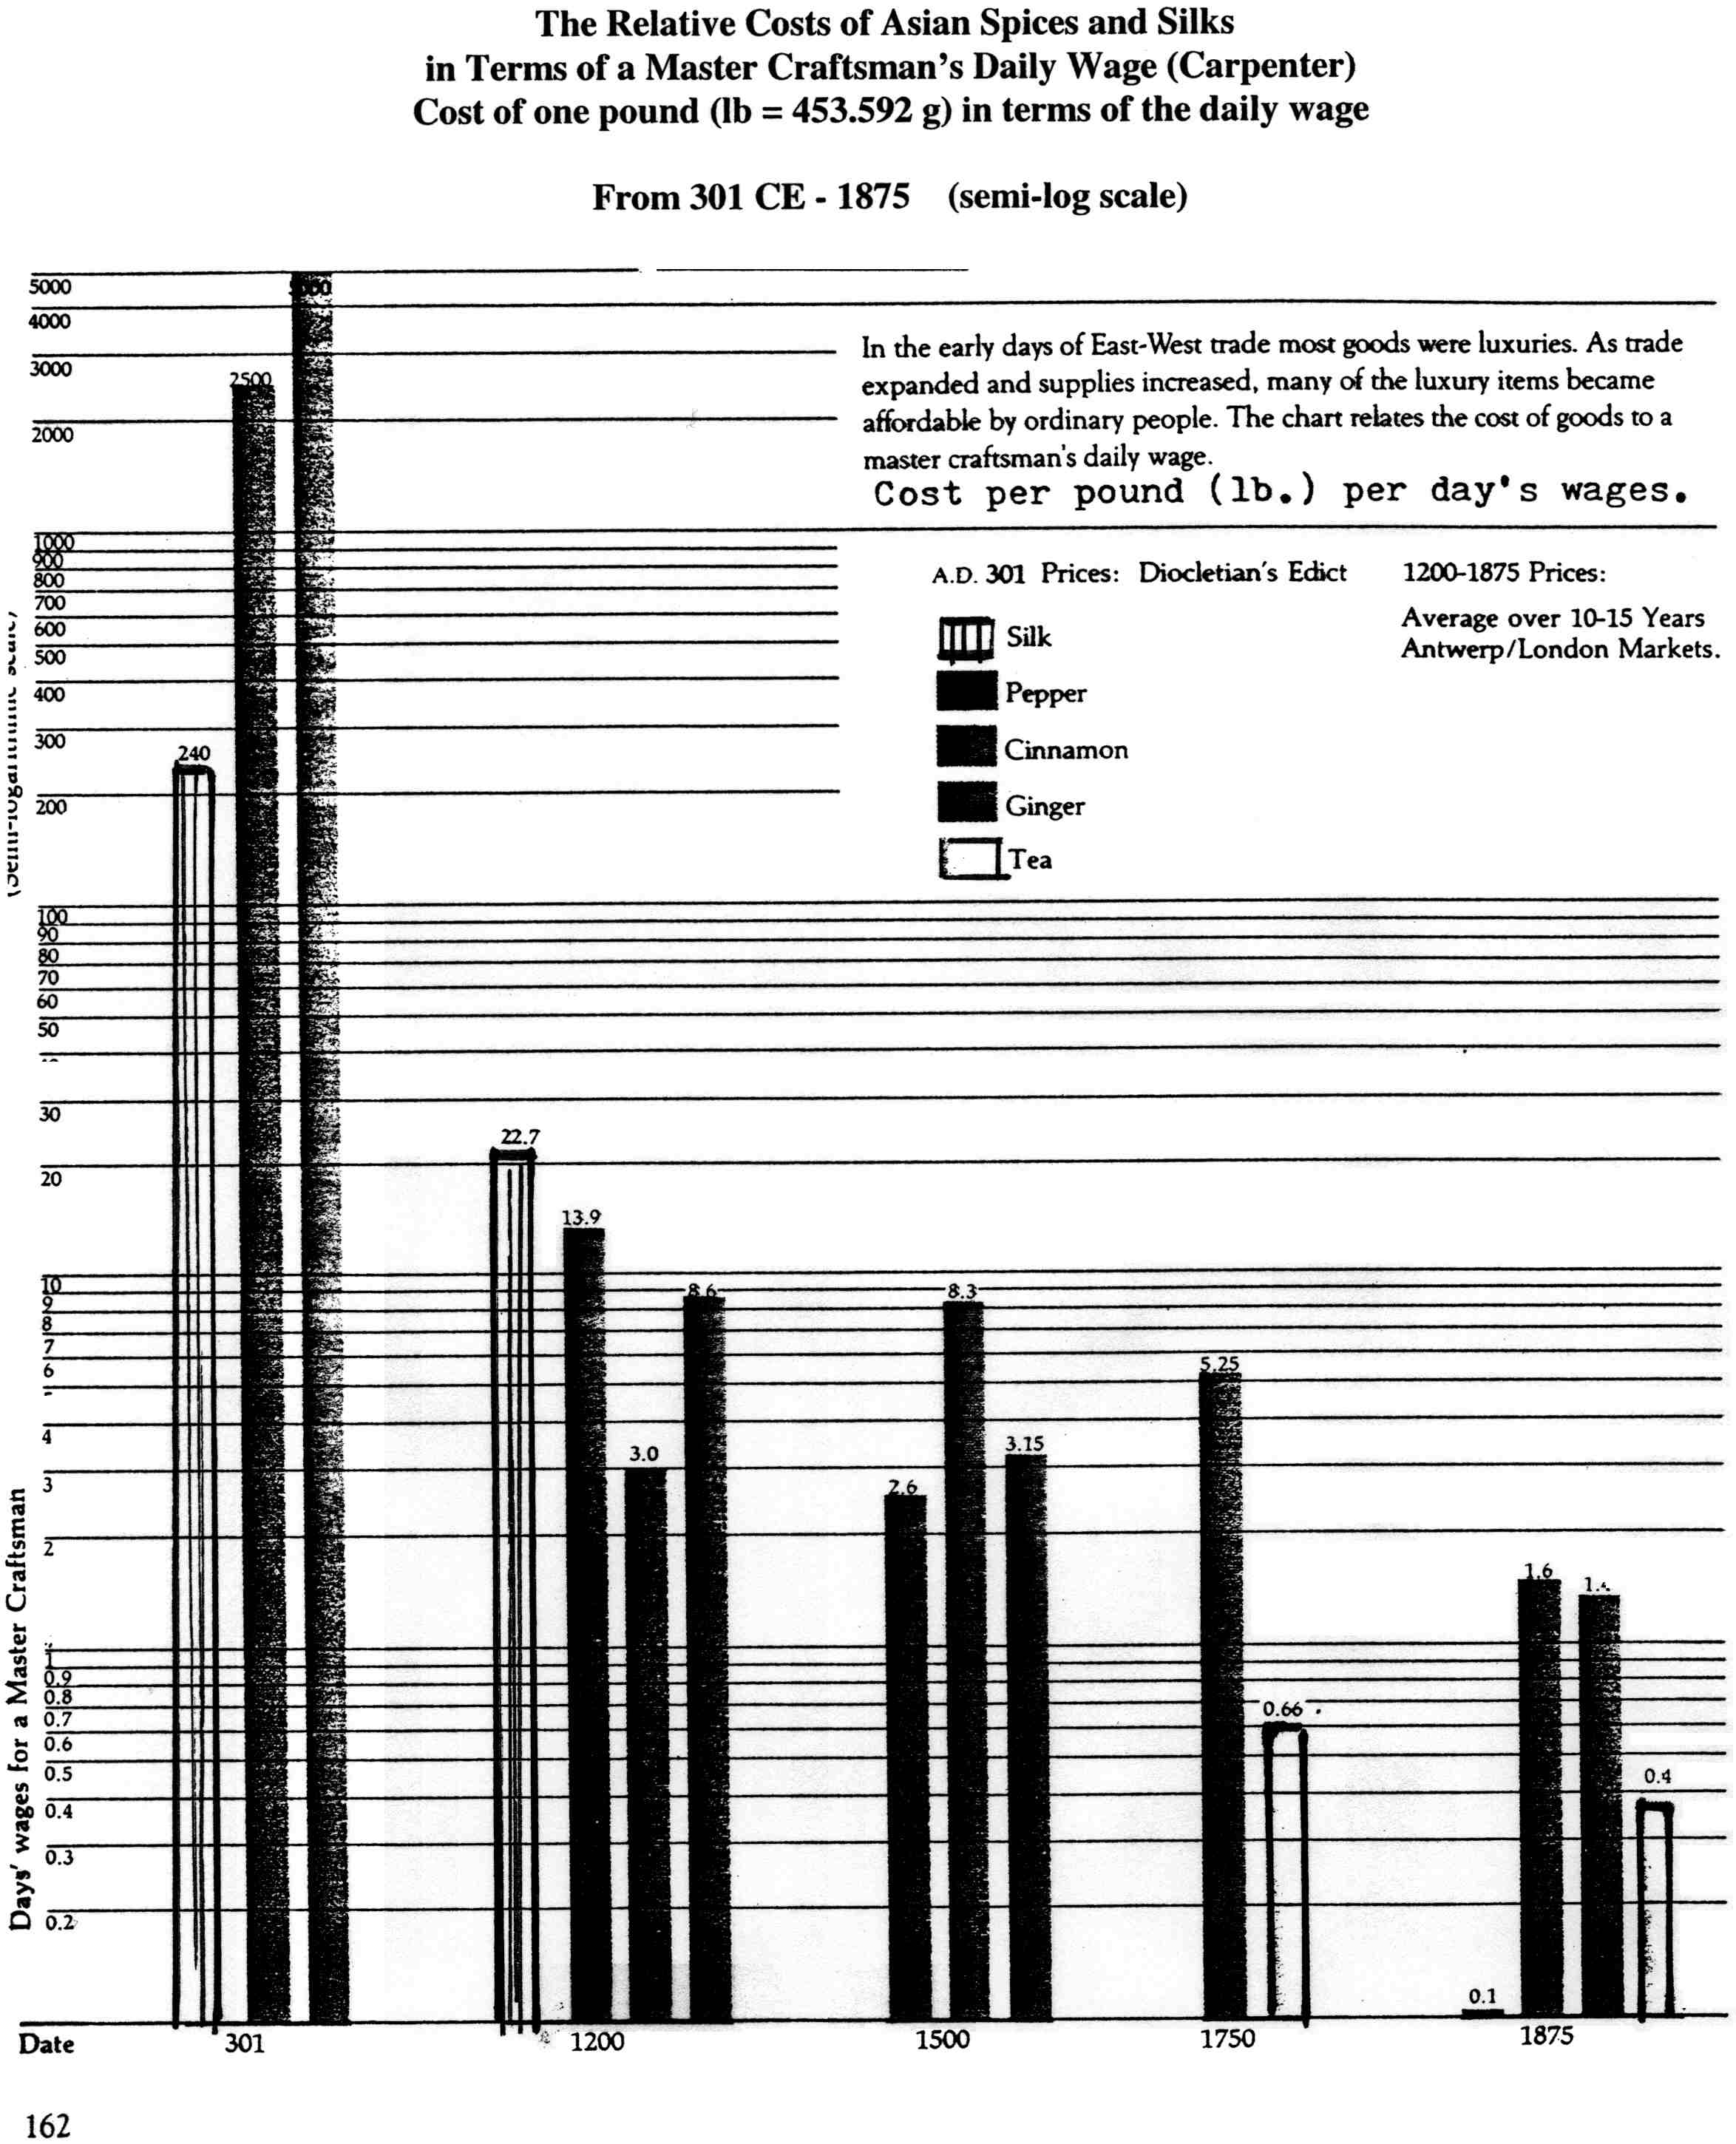 The Relative Costs of Asian Spices and Silks
in Terms of a Master Craftsman's Daily Wage (Carpenter)
Cost of one pound (lb = 453.592 g) in terms of the daily wage
From 301 CE - 1875 (semi-log scale)
5000
4000
3000
2000
1000
900
800
700
600
500
400
300
200
100
90
80
70
60
50
30
20
10
9
8
7
6
4
3
2
1
0.9
0.8
0.7
0.6
0.5
0.4
0.3
0.2
Days' wages for a Master Craftsman
In the early days of East-West trade most goods were luxuries. As trade
expanded and supplies increased, many of the luxury items became
affordable by ordinary people. The chart relates the cost of goods to a
master craftsman's daily wage.
Cost per pound (lb.) per day's wages.
A.D. 301 Prices: Diocletian's Edict
Silk
Pepper
Cinnamon
Ginger
Tea
1200-1875 Prices:
Average over 10-15 Years
Antwerp/London Markets.
240
2500
22.7
13.9
3.0
8.6
2.6
8.3
3.15
5.25
0.66
0.1
1.6
0.4
Date 301 1200 1500 1750 1875
162